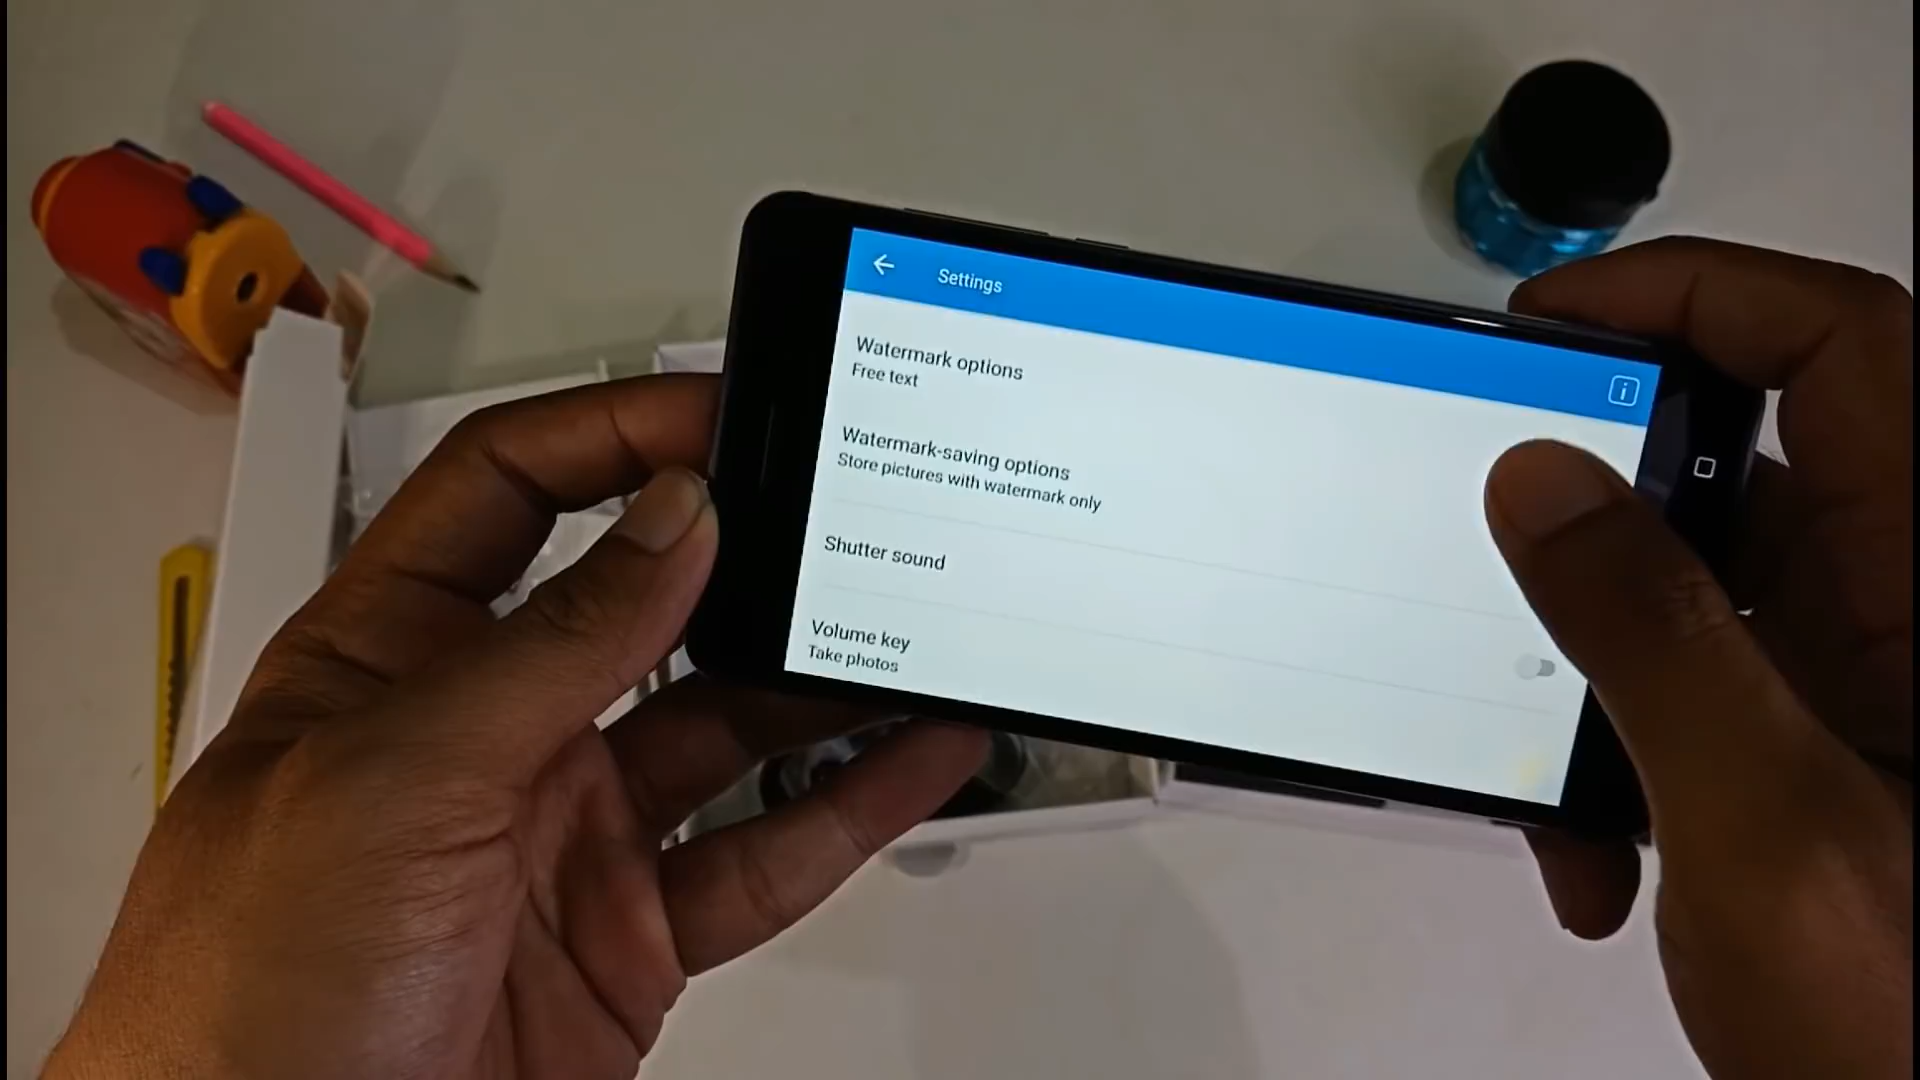 Settings
Watermark options
Free text
Watermark-saving options
Store pictures with watermark only
Shutter sound
Volume key
Take photos